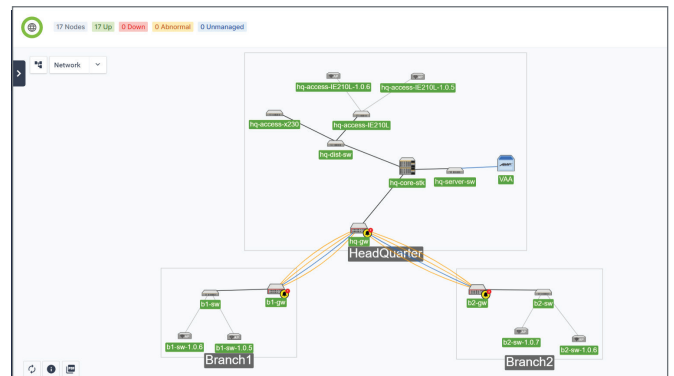 17 Nodes 17 Up 0 Down 0 Abnormal 0 Unmanaged
Network
hq-access-IE210L-1.0.6
hq-access-IE210L-1.0.5
hq-access-x230
hq-access-IE210L
hq-dist-sw
hq-core-stk
hq-server-sw
VAA
hq-gw
HeadQuarter
b1-sw
b1-gw
b2-gw
b2-sw
b1-sw-1.0.6
b1-sw-1.0.5
b2-sw-1.0.7
b2-sw-1.0.6
Branch1
Branch2